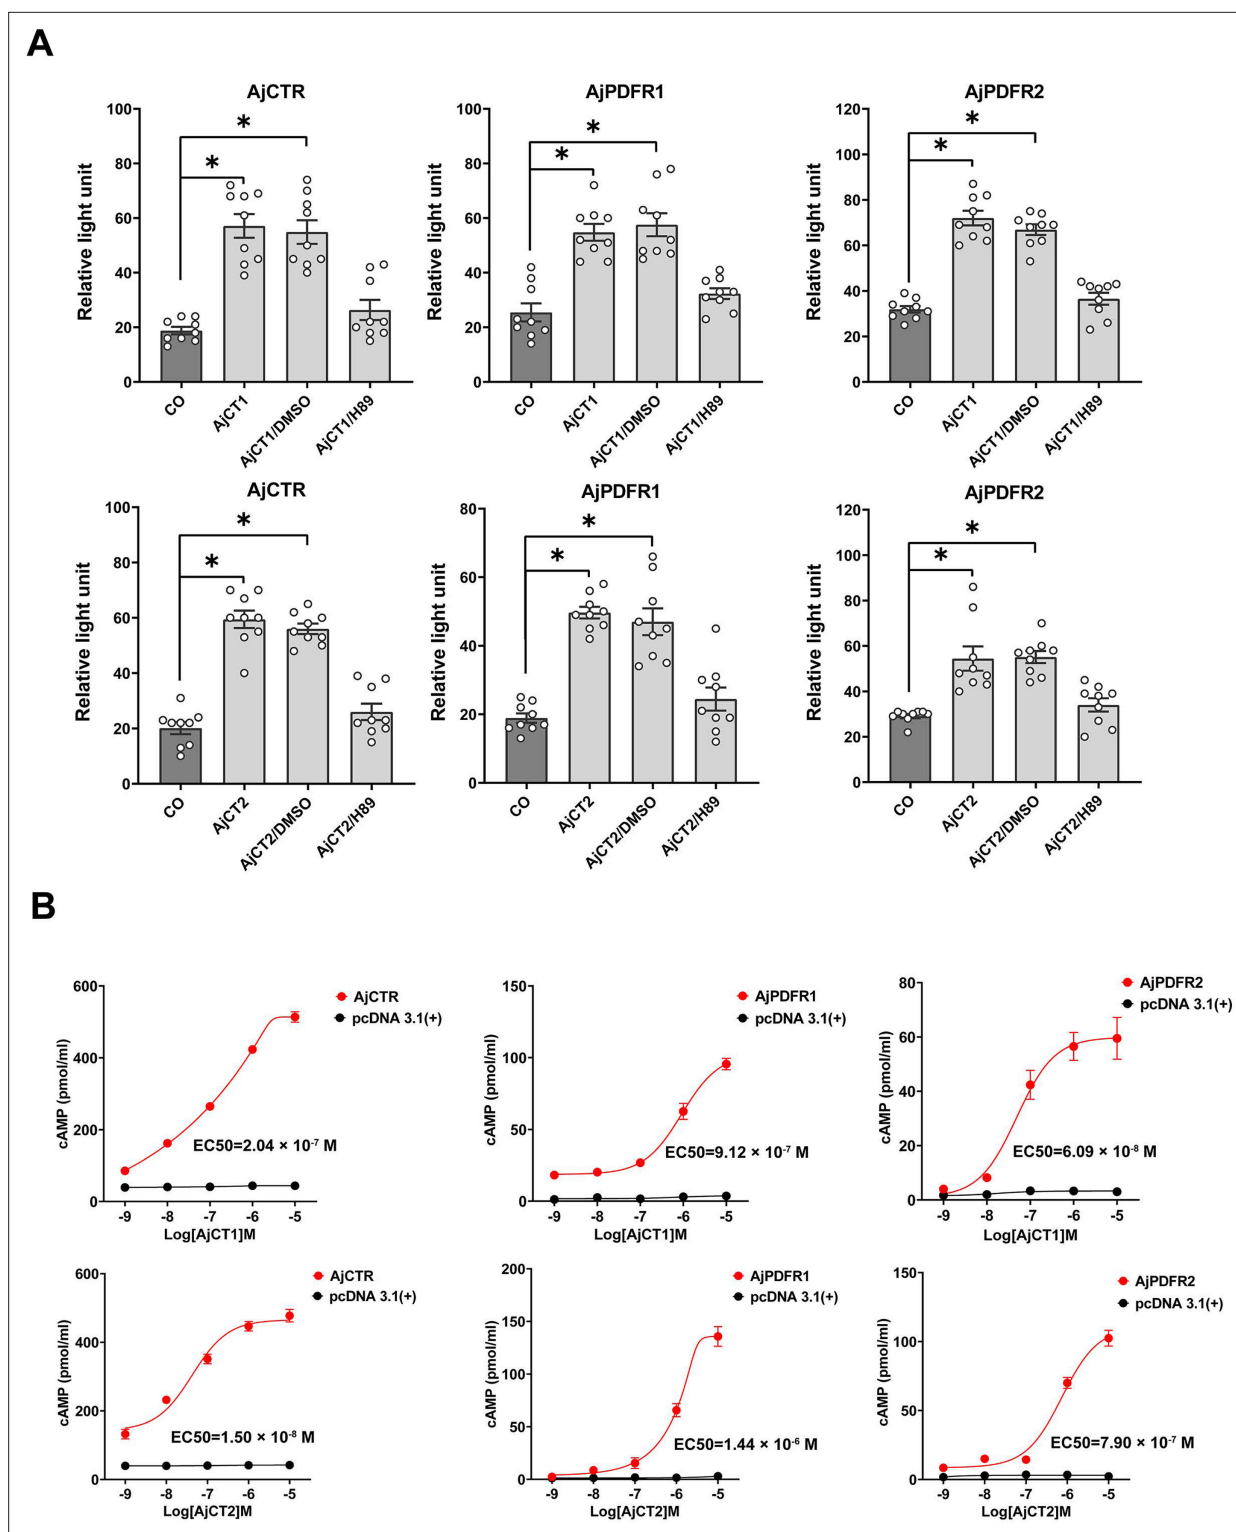 A
AjCTR
Relative light unit
100
80
60
40
20
0
*
*
CO
AjCT1
AjCT1/DMSO
AjCT1/H89
AjPDFR1
Relative light unit
100
80
60
40
20
0
*
*
CO
AjCT1
AjCT1/DMSO
AjCT1/H89
AjPDFR2
Relative light unit
120
100
80
60
40
20
0
*
*
CO
AjCT1
AjCT1/DMSO
AjCT1/H89
AjCTR
Relative light unit
100
80
60
40
20
0
*
*
CO
AjCT2
AjCT2/DMSO
AjCT2/H89
AjPDFR1
Relative light unit
80
60
40
20
0
*
*
CO
AjCT2
AjCT2/DMSO
AjCT2/H89
AjPDFR2
Relative light unit
120
100
80
60
40
20
0
*
*
CO
AjCT2
AjCT2/DMSO
AjCT2/H89
B
cAMP (pmol/ml)
600
400
200
0
AjCTR
pcDNA 3.1(+)
EC50=2.04 × 10⁻⁷ M
-9 -8 -7 -6 -5
Log[AjCT1]M
cAMP (pmol/ml)
150
100
50
0
AjPDFR1
pcDNA 3.1(+)
EC50=9.12 × 10⁻⁷ M
-9 -8 -7 -6 -5
Log[AjCT1]M
cAMP (pmol/ml)
80
60
40
20
0
AjPDFR2
pcDNA 3.1(+)
EC50=6.09 × 10⁻⁸ M
-9 -8 -7 -6 -5
Log[AjCT1]M
cAMP (pmol/ml)
600
400
200
0
AjCTR
pcDNA 3.1(+)
EC50=1.50 × 10⁻⁸ M
-9 -8 -7 -6 -5
Log[AjCT2]M
cAMP (pmol/ml)
200
150
100
50
0
AjPDFR1
pcDNA 3.1(+)
EC50=1.44 × 10⁻⁶ M
-9 -8 -7 -6 -5
Log[AjCT2]M
cAMP (pmol/ml)
150
100
50
0
AjPDFR2
pcDNA 3.1(+)
EC50=7.90 × 10⁻⁷ M
-9 -8 -7 -6 -5
Log[AjCT2]M